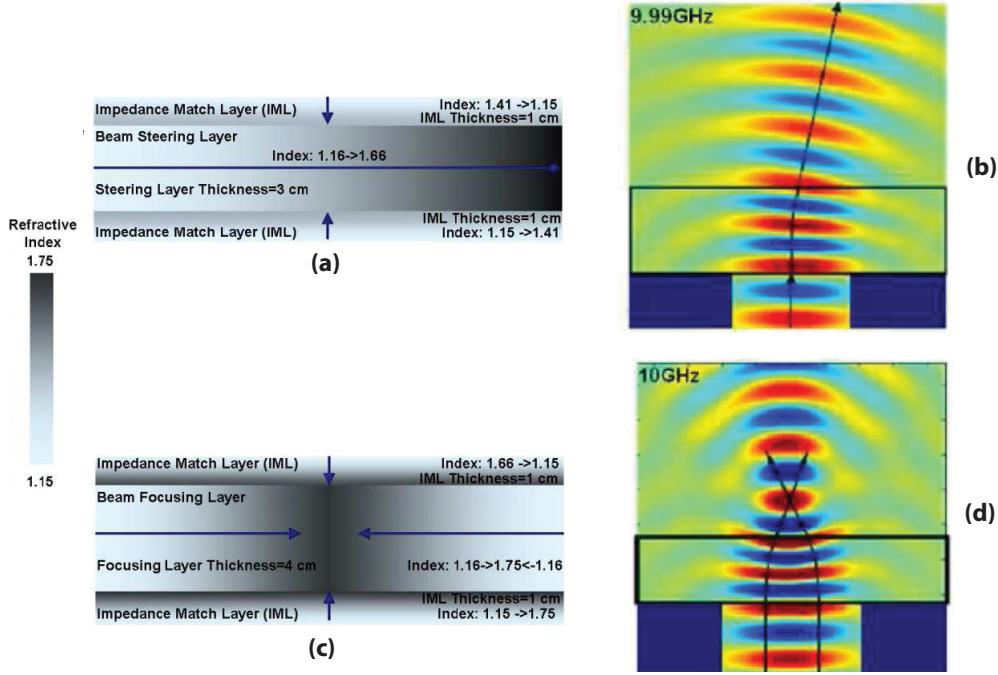 Impedance Match Layer (IML)
Index: 1.41 ->1.15
IML Thickness=1 cm
Beam Steering Layer
Index: 1.16->1.66
Steering Layer Thickness=3 cm
IML Thickness=1 cm
Impedance Match Layer (IML)
Index: 1.15 ->1.41
(a)
9.99GHz
(b)
Refractive
Index
1.75
1.15
Impedance Match Layer (IML)
Index: 1.66 ->1.15
IML Thickness=1 cm
Beam Focusing Layer
Focusing Layer Thickness=4 cm
Index: 1.16->1.75<-1.16
IML Thickness=1 cm
Impedance Match Layer (IML)
Index: 1.15 ->1.75
(c)
10GHz
(d)